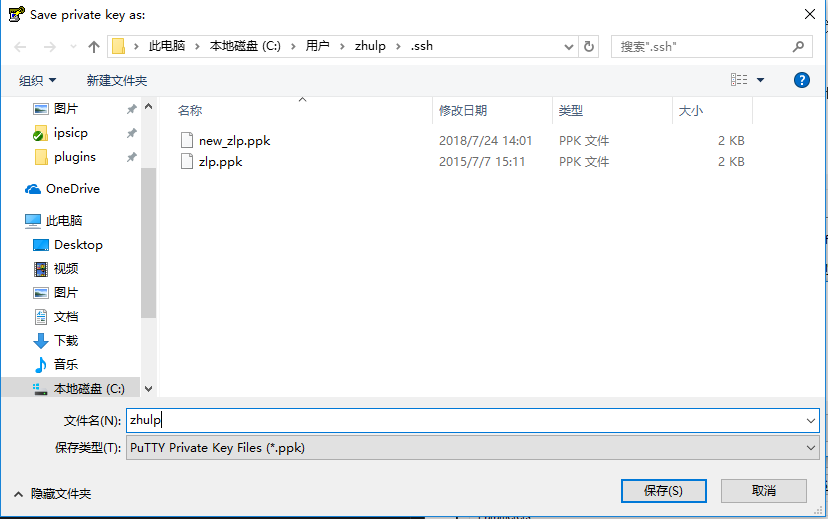 Save private key as:
此电脑 › 本地磁盘 (C:) › 用户 › zhulp › .ssh
搜索".ssh"
组织
新建文件夹
图片
ipsicp
plugins
OneDrive
此电脑
Desktop
视频
图片
文档
下载
音乐
本地磁盘 (C:)
名称 修改日期 类型 大小
new_zlp.ppk 2018/7/24 14:01 PPK 文件 2 KB
zlp.ppk 2015/7/7 15:11 PPK 文件 2 KB
文件名(N): zhulp
保存类型(T): PuTTY Private Key Files (*.ppk)
隐藏文件夹
保存(S)
取消